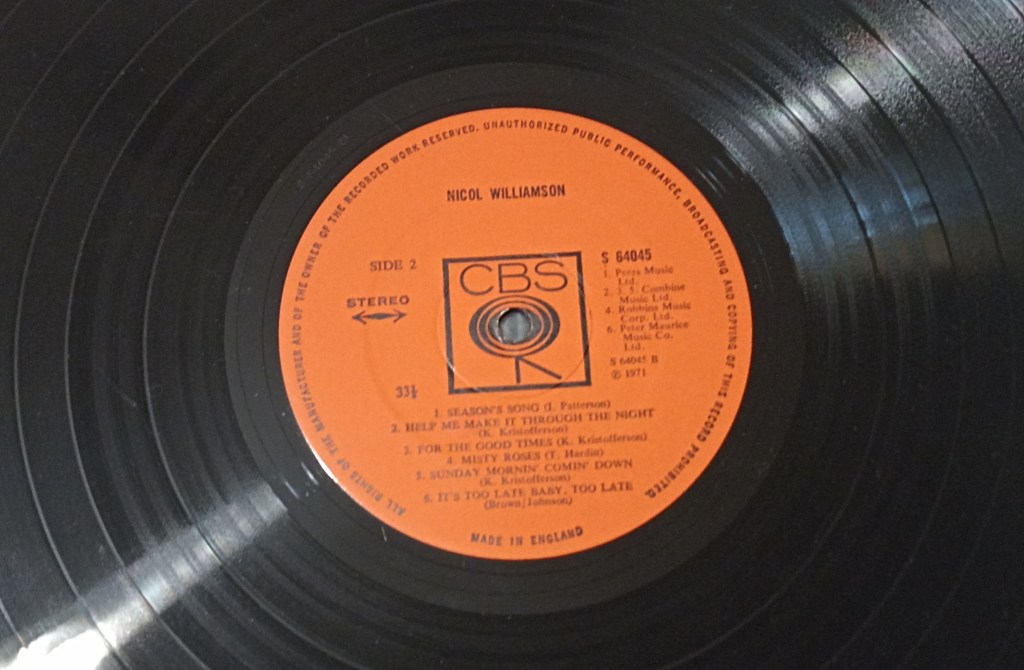 ALL RIGHTS OF THE MANUFACTURER AND OF THE OWNER OF THE RECORDED WORK RESERVED. UNAUTHORIZED PUBLIC PERFORMANCE, BROADCASTING AND COPYING OF THIS RECORD PROHIBITED.
NICOL WILLIAMSON
SIDE 2
STEREO
33⅓
CBS
S 64045
1. Peers Music
Ltd.
2. 3. 5. Combine
Music Ltd.
4. Robbins Music
Corp. Ltd.
6. Peter Maurice
Music Co.
Ltd.
S 64045 B
℗ 1971
1. SEASON'S SONG (I. Patterson)
2. HELP ME MAKE IT THROUGH THE NIGHT
(K. Kristofferson)
3. FOR THE GOOD TIMES (K. Kristofferson)
4. MISTY ROSES (T. Hardin)
5. SUNDAY MORNIN' COMIN' DOWN
(K. Kristofferson)
6. IT'S TOO LATE BABY, TOO LATE
(Brown/Johnson)
MADE IN ENGLAND